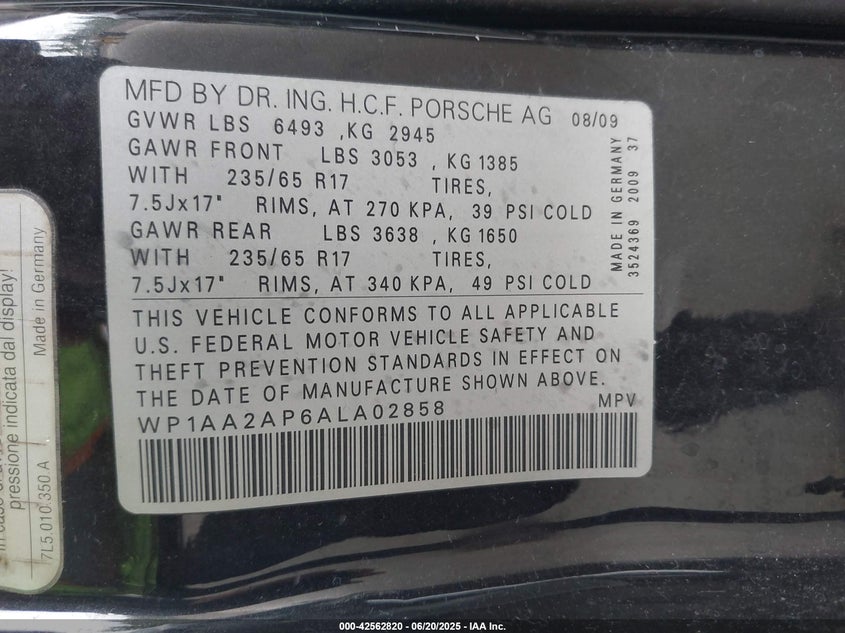 MFD BY DR. ING. H.C.F. PORSCHE AG 08/09
GVWR LBS 6493 ,KG 2945
GAWR FRONT LBS 3053 , KG 1385
WITH 235/65 R17 TIRES,
7.5Jx17" RIMS, AT 270 KPA, 39 PSI COLD
GAWR REAR LBS 3638 , KG 1650
WITH 235/65 R17 TIRES,
7.5Jx17" RIMS, AT 340 KPA, 49 PSI COLD
MADE IN GERMANY
3524369 2009 37
THIS VEHICLE CONFORMS TO ALL APPLICABLE
U.S. FEDERAL MOTOR VEHICLE SAFETY AND
THEFT PREVENTION STANDARDS IN EFFECT ON
THE DATE OF MANUFACTURE SHOWN ABOVE.
WP1AA2AP6ALA02858 MPV
pressione indicata dal display!
Made in Germany
7L5.010.350 A
000-42562820 - 06/20/2025 - IAA Inc.